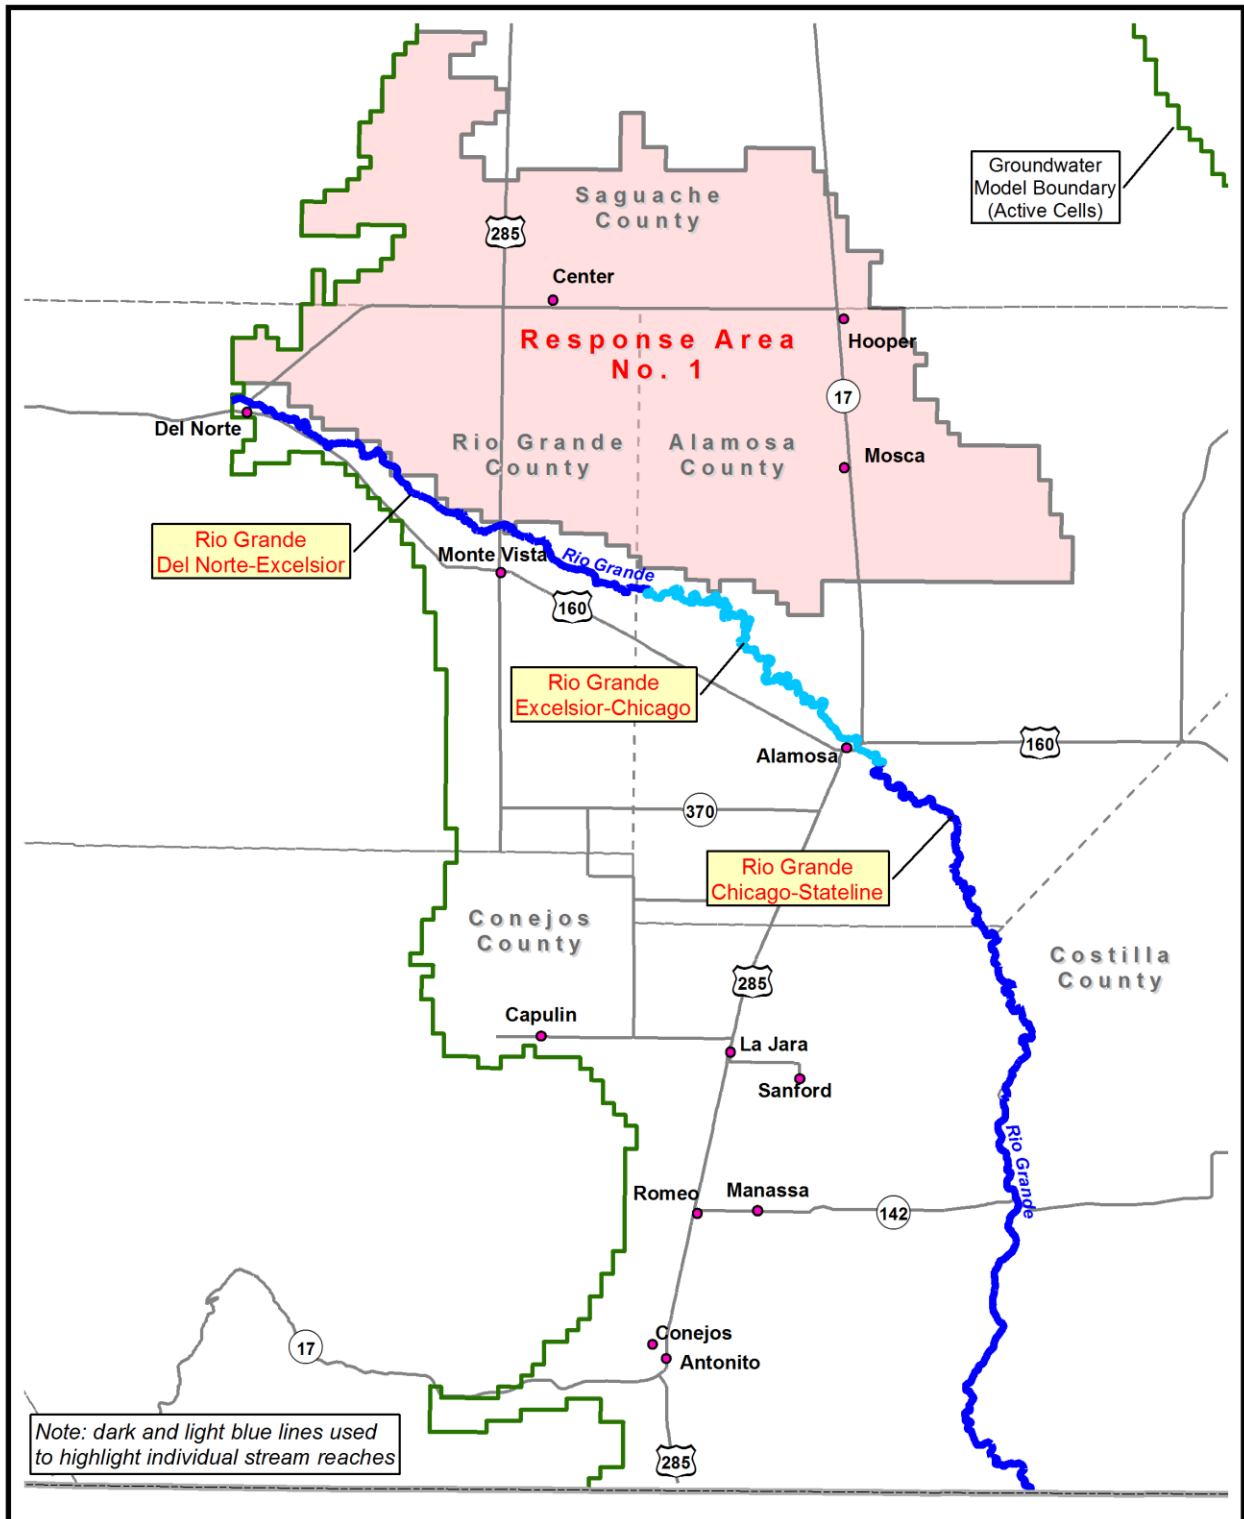 Groundwater
Model Boundary
(Active Cells)
Saguache
County
285
Center
Response Area
No. 1
Hooper
17
Del Norte
Rio Grande
County
Alamosa
County
Mosca
Rio Grande
Del Norte-Excelsior
Monte Vista
Rio Grande
160
Rio Grande
Excelsior-Chicago
Alamosa
160
370
Rio Grande
Chicago-Stateline
Conejos
County
Costilla
County
285
Capulin
La Jara
Sanford
Rio Grande
Romeo
Manassa
142
17
Conejos
Antonito
Note: dark and light blue lines used
to highlight individual stream reaches
285